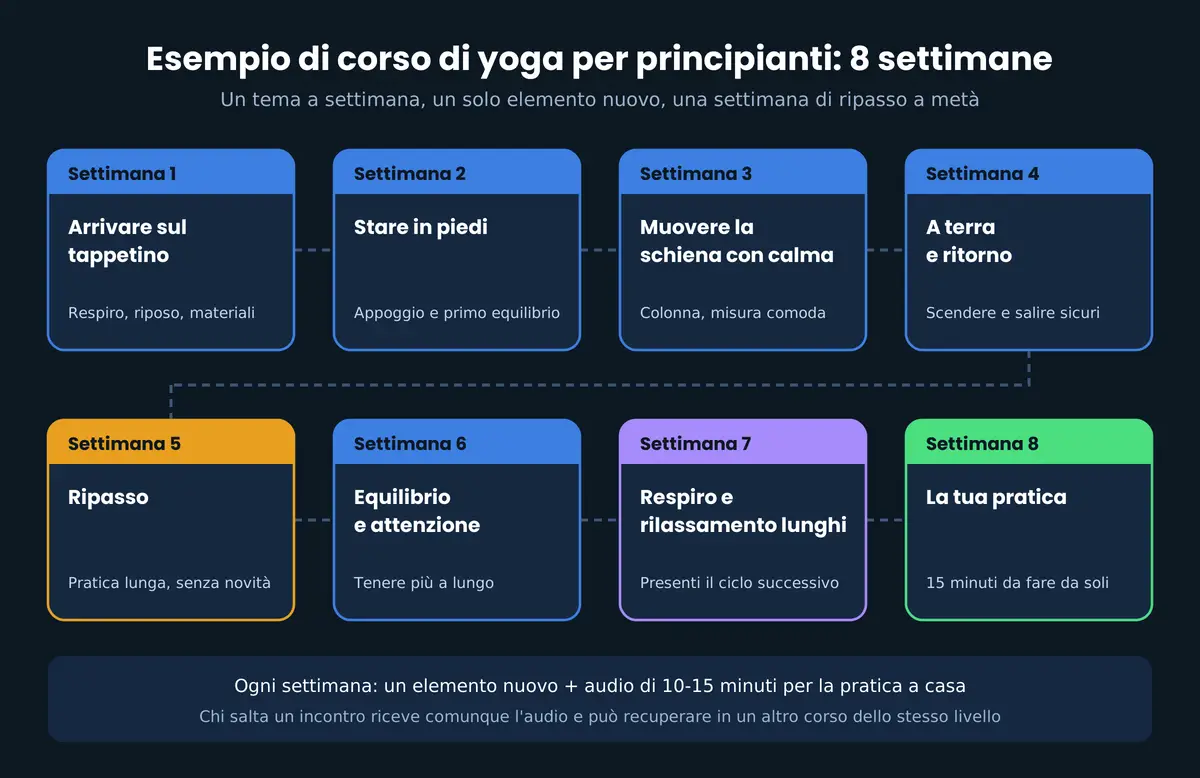 Esempio di corso di yoga per principianti: 8 settimane
Un tema a settimana, un solo elemento nuovo, una settimana di ripasso a metà
Settimana 1
Arrivare sul
tappetino
Respiro, riposo, materiali
Settimana 2
Stare in piedi
Appoggio e primo equilibrio
Settimana 3
Muovere la
schiena con calma
Colonna, misura comoda
Settimana 4
A terra
e ritorno
Scendere e salire sicuri
Settimana 5
Ripasso
Pratica lunga, senza novità
Settimana 6
Equilibrio
e attenzione
Tenere più a lungo
Settimana 7
Respiro e
rilassamento lunghi
Presenti il ciclo successivo
Settimana 8
La tua pratica
15 minuti da fare da soli
Ogni settimana: un elemento nuovo + audio di 10-15 minuti per la pratica a casa
Chi salta un incontro riceve comunque l'audio e può recuperare in un altro corso dello stesso livello